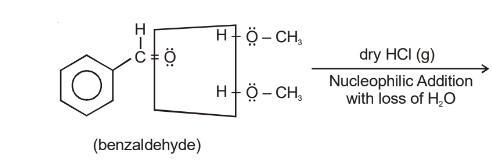 H
C = Ö
H – Ö – CH₃
H – Ö – CH₃
dry HCl (g)
Nucleophilic Addition
with loss of H₂O
(benzaldehyde)